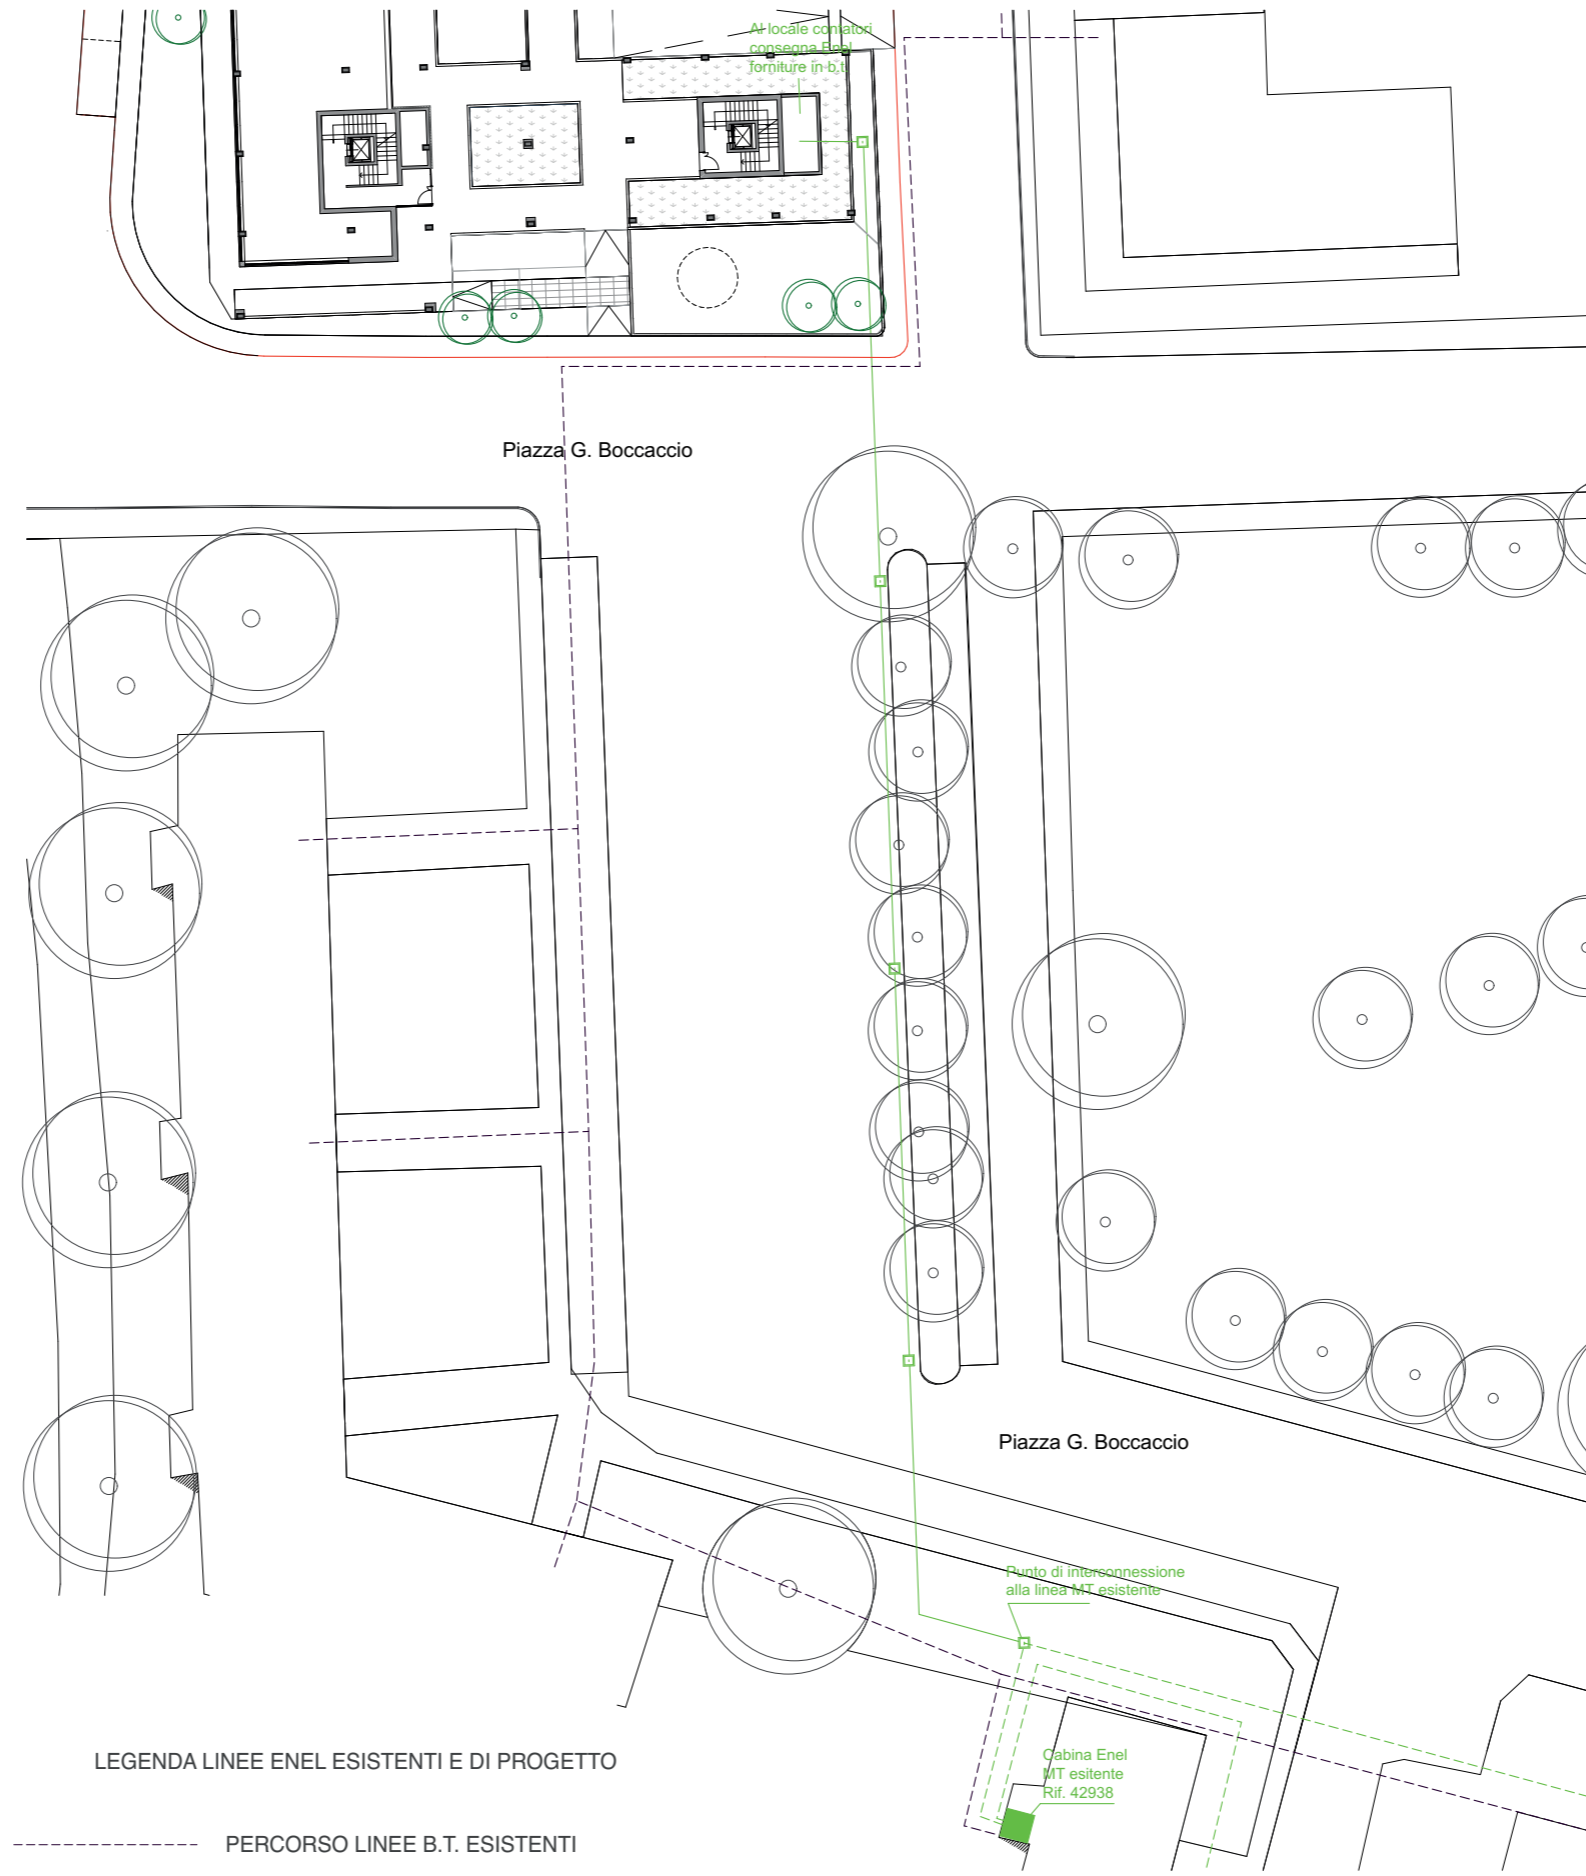 Al locale contatori
consegna Enel
forniture in b.t.
Piazza G. Boccaccio
Piazza G. Boccaccio
Punto di interconnessione
alla linea MT esistente
Cabina Enel
MT esitente
Rif. 42938
LEGENDA LINEE ENEL ESISTENTI E DI PROGETTO
PERCORSO LINEE B.T. ESISTENTI